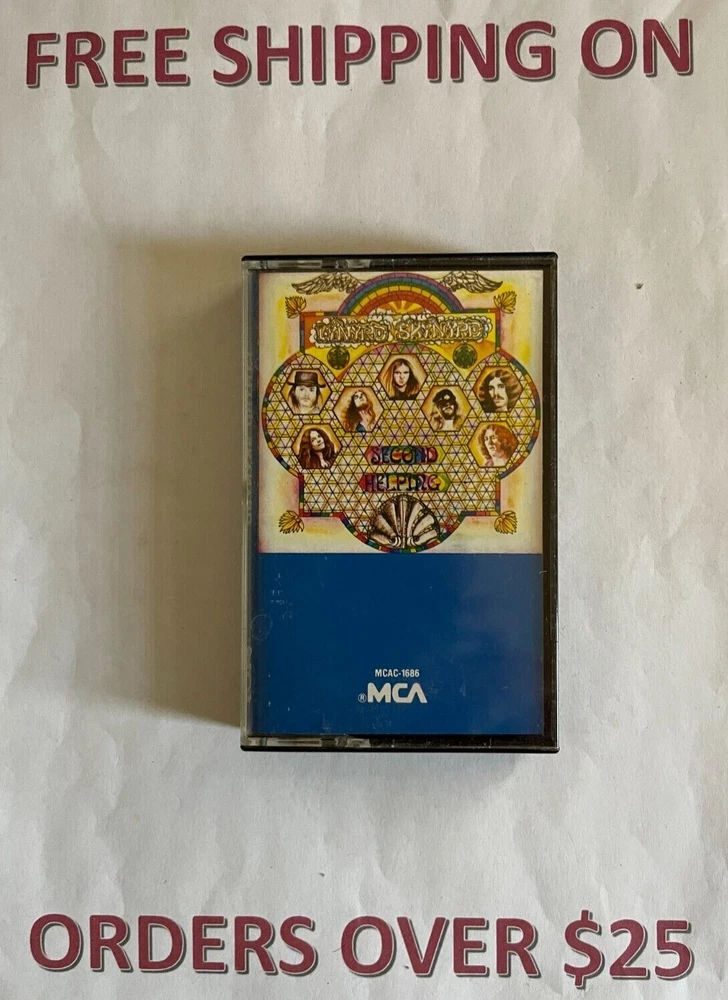 FREE SHIPPING ON
LYNYRD SKYNYRD
SECOND
HELPING
MCAC-1686
®MCA
ORDERS OVER $25